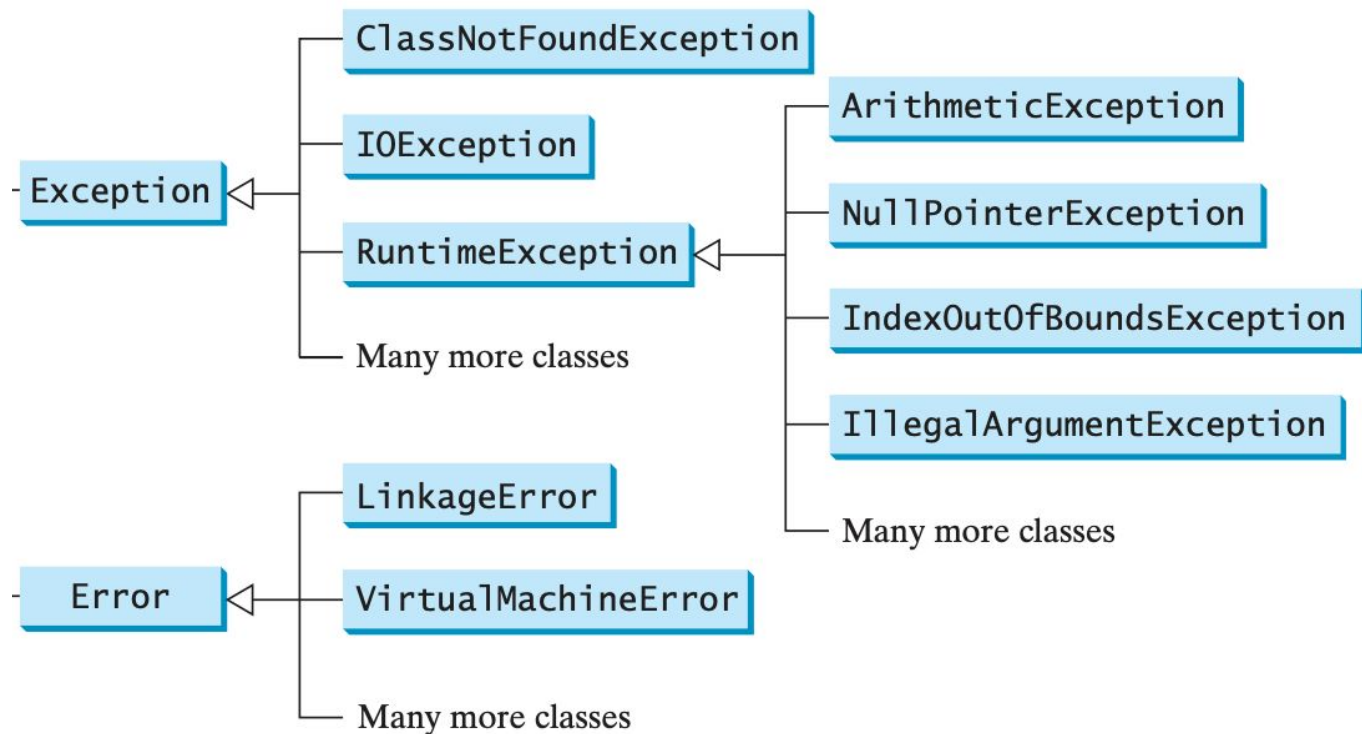 ClassNotFoundException
ArithmeticException
IOException
Exception
NullPointerException
RuntimeException
IndexOutOfBoundsException
Many more classes
IllegalArgumentException
LinkageError
Many more classes
Error
VirtualMachineError
Many more classes